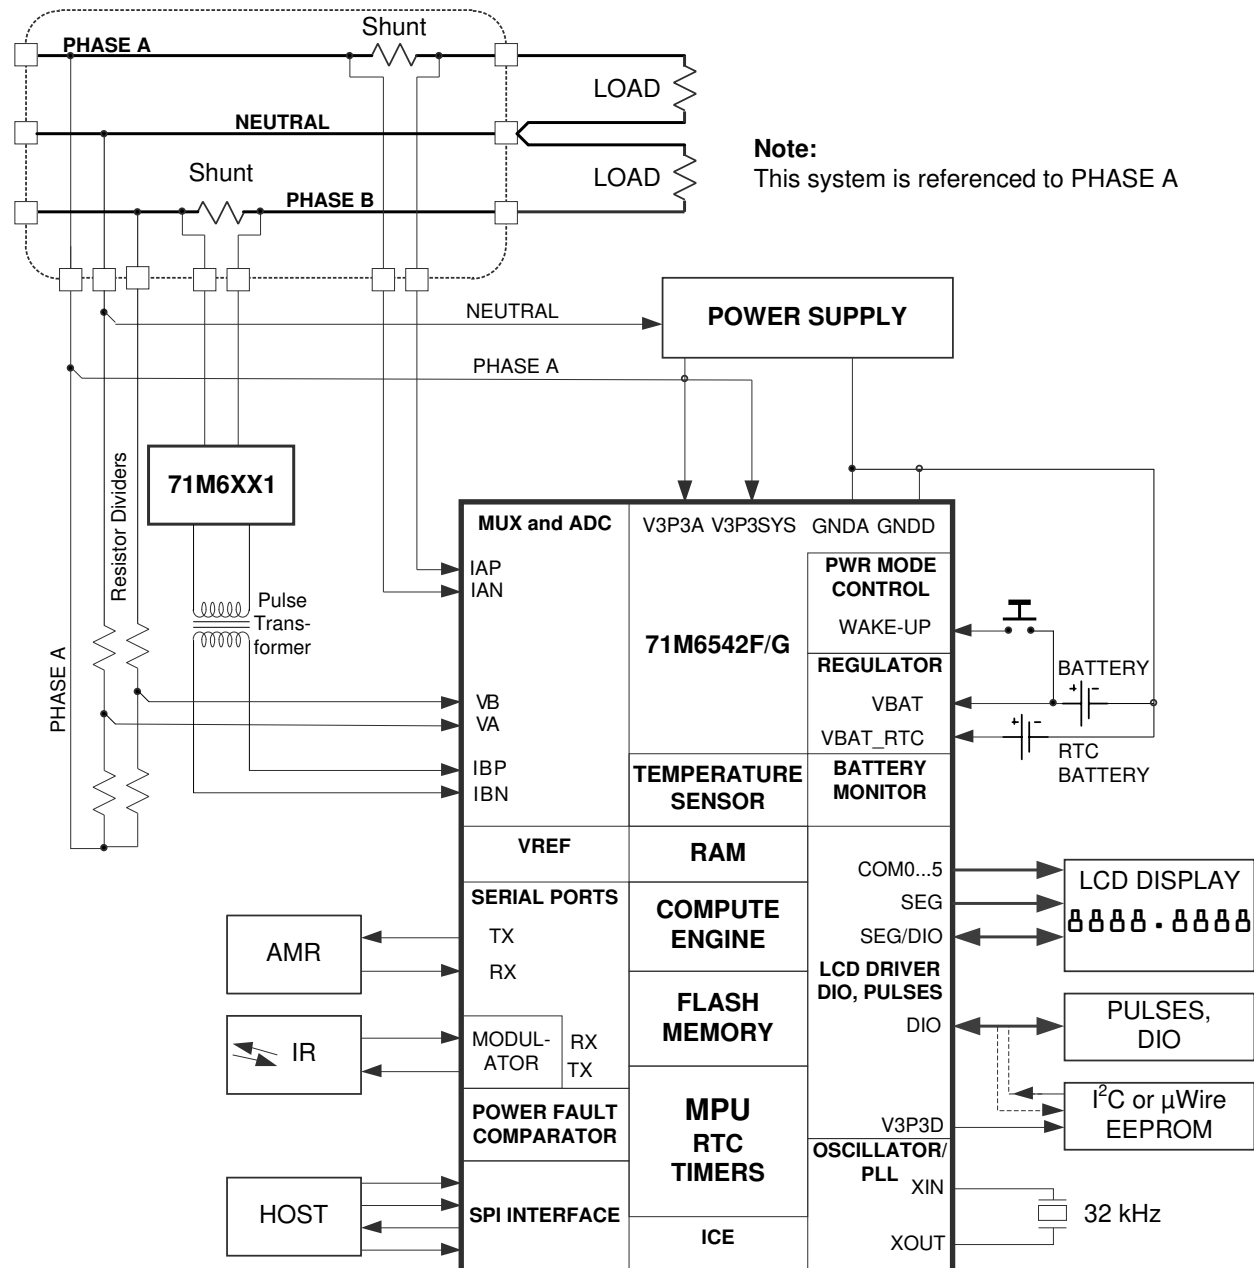 Shunt
PHASE A
LOAD
NEUTRAL
Note:
This system is referenced to PHASE A
Shunt
LOAD
PHASE B
NEUTRAL
POWER SUPPLY
PHASE A
71M6XX1
Resistor Dividers
PHASE A
Pulse
Trans-
former
MUX and ADC
V3P3A V3P3SYS GNDA GNDD
IAP
IAN
PWR MODE
CONTROL
WAKE-UP
71M6542F/G
REGULATOR
BATTERY
+ -
VB
VA
VBAT
+ -
VBAT_RTC
RTC
BATTERY
IBP
IBN
TEMPERATURE
SENSOR
BATTERY
MONITOR
VREF
RAM
COM0...5
LCD DISPLAY
SERIAL PORTS
COMPUTE
ENGINE
SEG
8888.8888
AMR
TX
RX
SEG/DIO
LCD DRIVER
DIO, PULSES
FLASH
MEMORY
DIO
PULSES,
DIO
IR
MODUL-
ATOR
RX
TX
MPU
RTC
TIMERS
I²C or µWire
EEPROM
POWER FAULT
COMPARATOR
V3P3D
OSCILLATOR/
PLL
XIN
HOST
SPI INTERFACE
ICE
32 kHz
XOUT